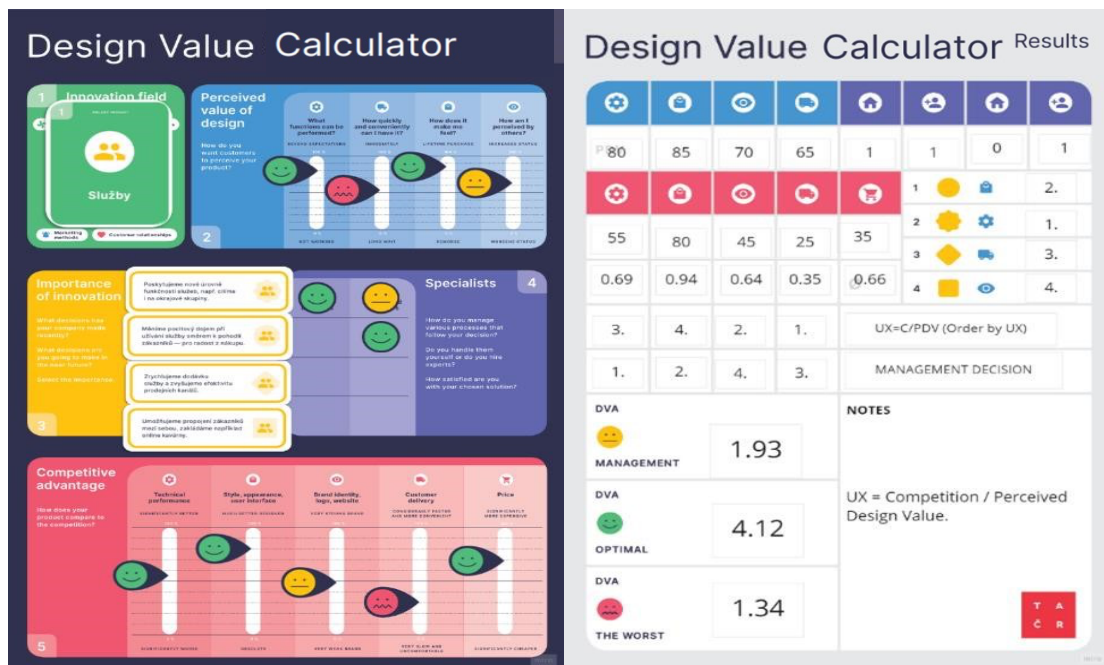 Design Value Calculator
1
Innovation field
1
Služby
Marketing
methods
Customer relationships
Perceived
value of
design
How do you
want customers
to perceive your
product?
2
What
functions can be
performed?
How quickly
and conveniently
can I have it?
How does it
make me
feel?
How am I
perceived by
others?
Importance
of innovation
What decisions has
your company made
recently?
What decisions are
you going to make in
the near future?
3
Poskytujeme nové úrovně
funkčnosti služeb, např. cílíme
i na okrajové skupiny.
Měníme pocitový dojem při
užívání služby směrem k pohodě
zákazníků — pro radost z nákupu.
Zrychlujeme dodávku
služby a zvyšujeme efektivitu
prodejních kanálů.
Umožňujeme propojení zákazníků
mezi sebou, zakládáme například
online kavárny.
Specialists
4
How do you manage
various processes that
follow your decision?
Do you handle them
yourself or do you hire
experts?
How satisfied are you
with your chosen solution?
Competitive
advantage
How does your
product compare to
the competition?
5
Technical
performance
Style, appearance,
user interface
Brand identity,
logo, website
Customer
delivery
Price
Design Value Calculator Results
80 85 70 65 1 1 0 1
55 80 45 25 35
0.69 0.94 0.64 0.35 0.66
1 2.
2 1.
3 3.
4 4.
3. 4. 2. 1. UX=C/PDV (Order by UX)
1. 2. 4. 3. MANAGEMENT DECISION
DVA
MANAGEMENT
1.93
DVA
OPTIMAL
4.12
DVA
THE WORST
1.34
NOTES
UX = Competition / Perceived
Design Value.
T A
Č R